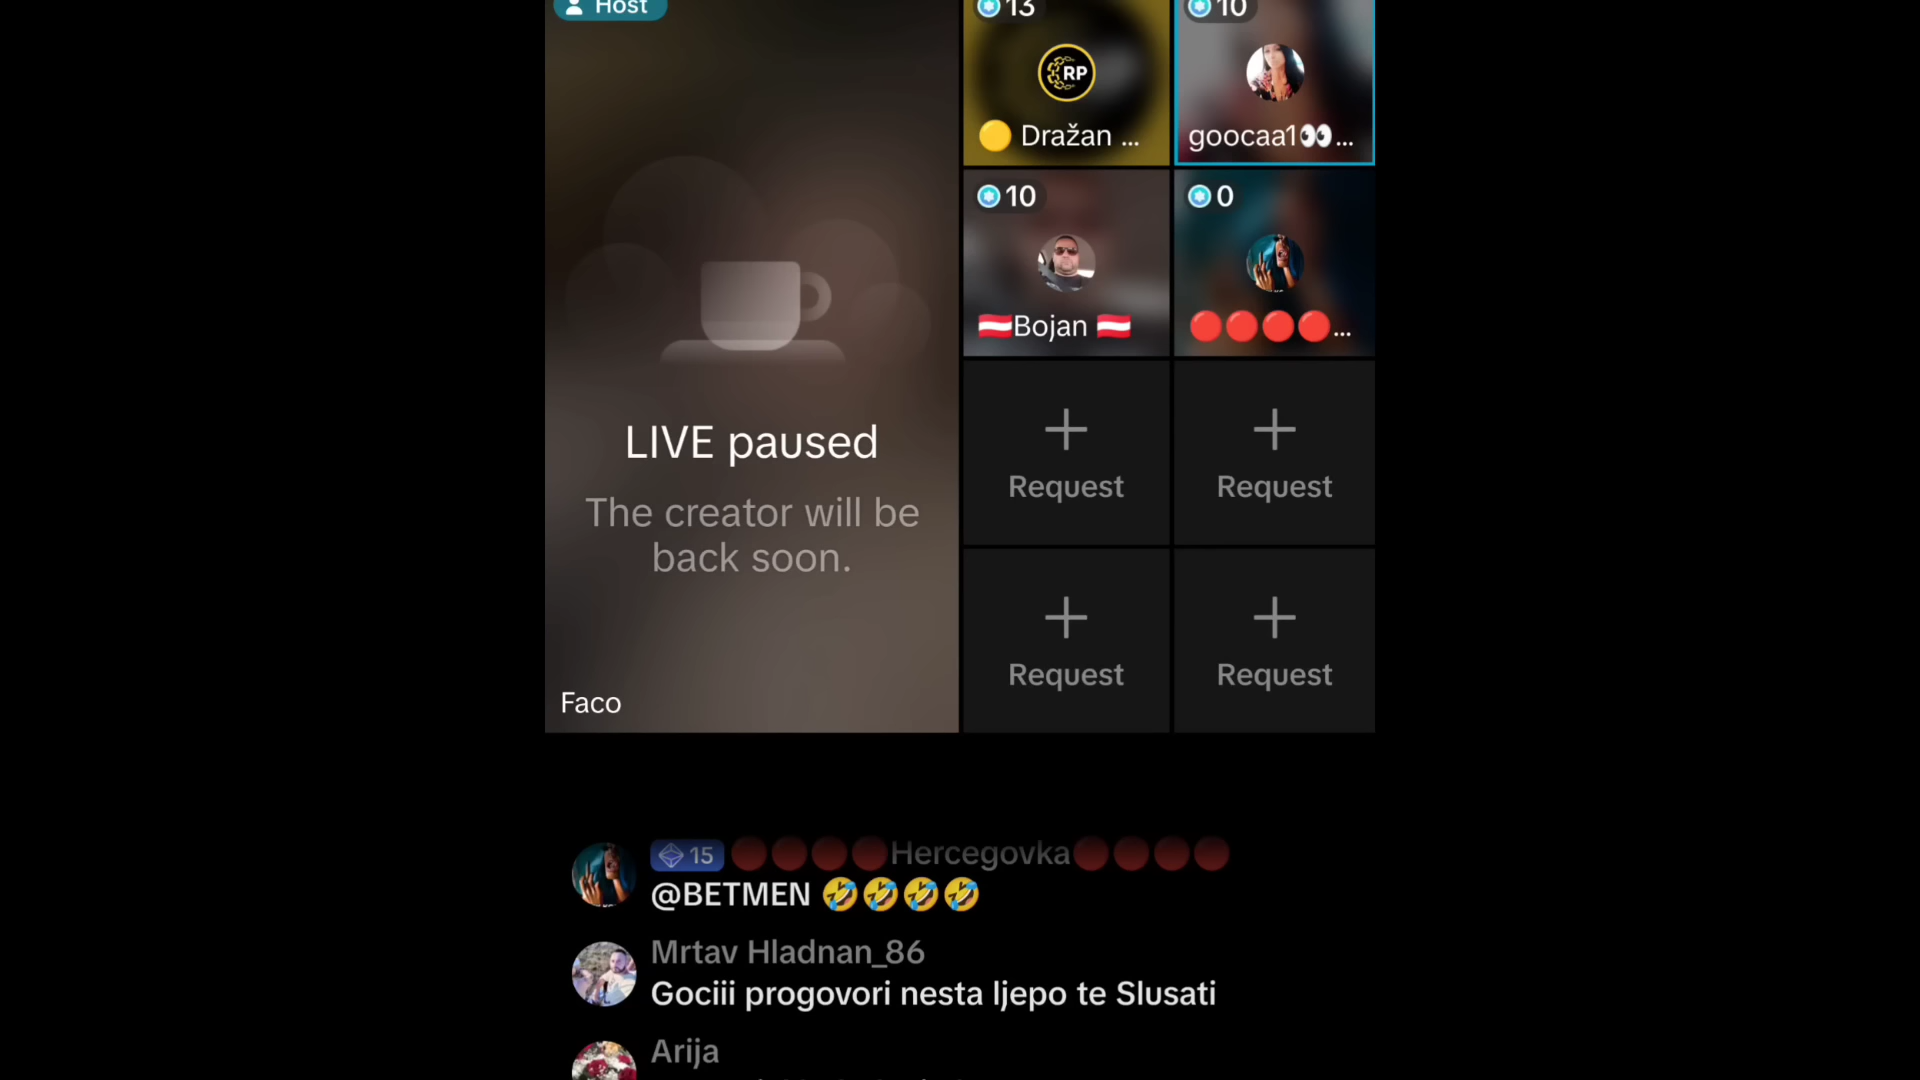 Host
13
10
RP
🟡 Dražan ...
goocaa1👀...
10
0
🇦🇹Bojan 🇦🇹
🔴🔴🔴🔴...
LIVE paused
The creator will be
back soon.
Request
Request
Request
Request
Faco
15 🔴🔴🔴🔴Hercegovka🔴🔴🔴🔴
@BETMEN 🤣🤣🤣🤣
Mrtav Hladnan_86
Gociii progovori nesta ljepo te Slusati
Arija